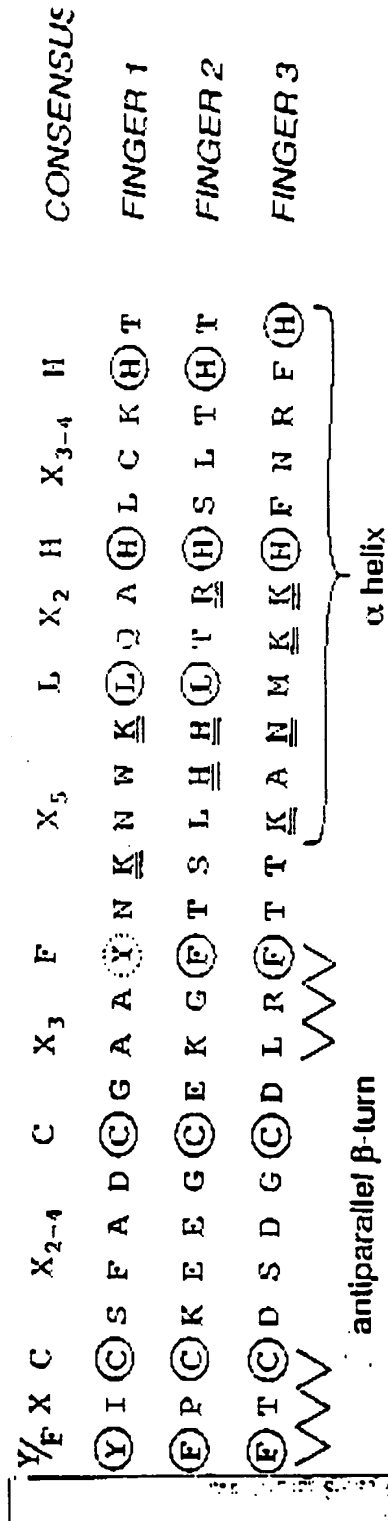 CONSENSUS Y/F X C X2-4 C X3 F X5 L X2 H X3-4 H
FINGER 1 Y I C S F A D C G A A Y N K N W K L Q A H L C K H T
FINGER 2 F P C K E E G C E K G F T S L H H L T R H S L T H T
FINGER 3 F T C D S D G C D L R F T T K A N M K K H F N R F H
antiparallel β-turn α helix